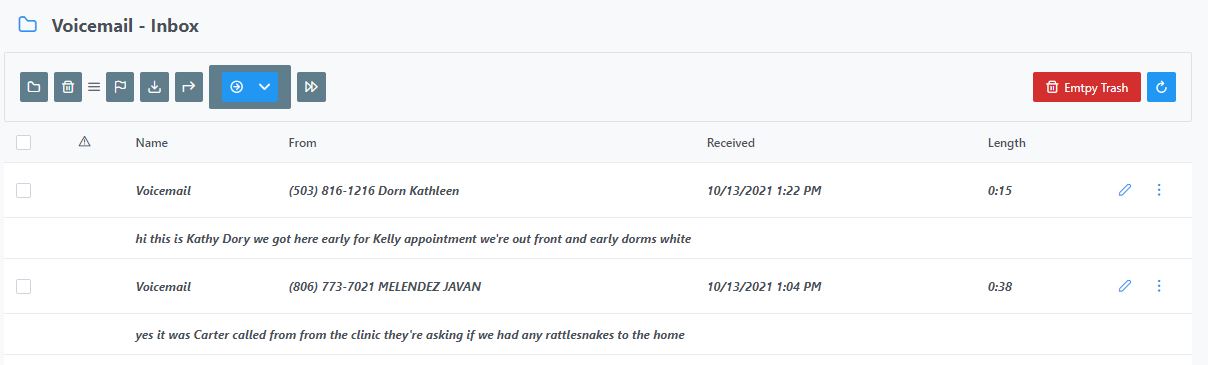 Voicemail - Inbox
Emtpy Trash
Name From Received Length
Voicemail (503) 816-1216 Dorn Kathleen 10/13/2021 1:22 PM 0:15
hi this is Kathy Dory we got here early for Kelly appointment we're out front and early dorms white
Voicemail (806) 773-7021 MELENDEZ JAVAN 10/13/2021 1:04 PM 0:38
yes it was Carter called from from the clinic they're asking if we had any rattlesnakes to the home